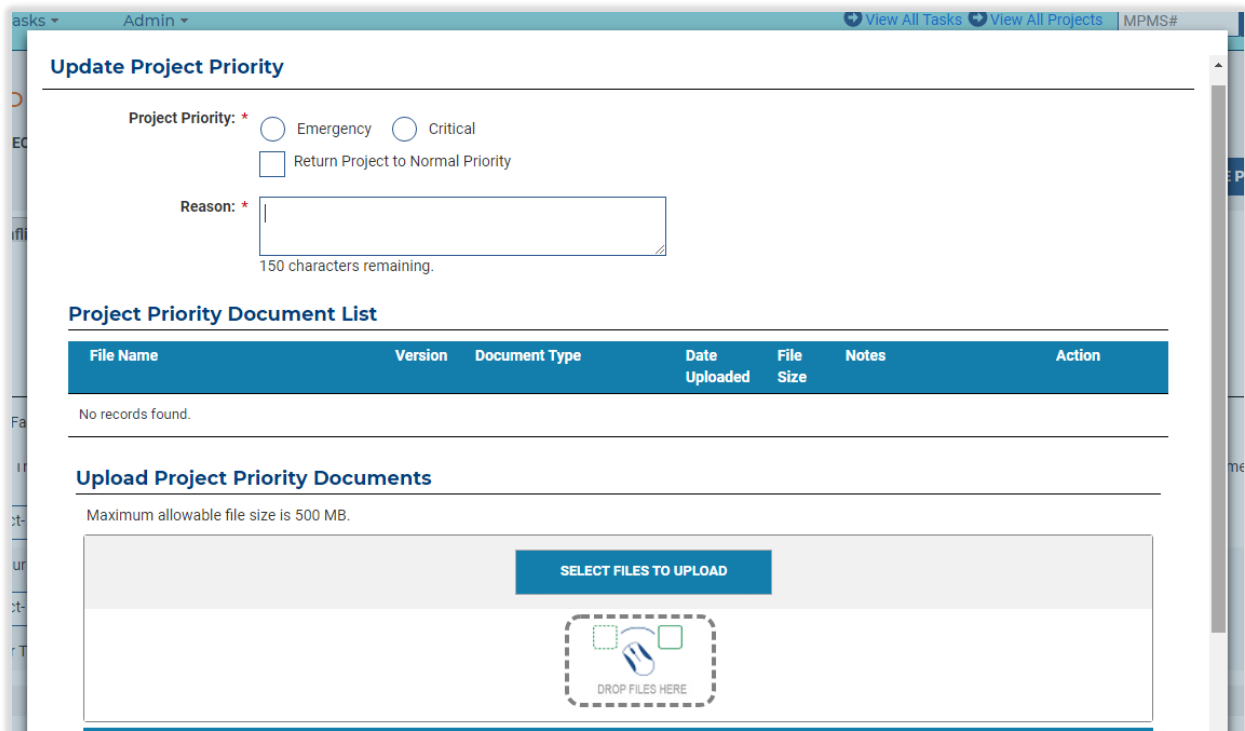 Admin
View All Tasks View All Projects MPMS#
Update Project Priority
Project Priority: * Emergency Critical
Return Project to Normal Priority
Reason: *
150 characters remaining.
Project Priority Document List
File Name Version Document Type Date Uploaded File Size Notes Action
No records found.
Upload Project Priority Documents
Maximum allowable file size is 500 MB.
SELECT FILES TO UPLOAD
DROP FILES HERE